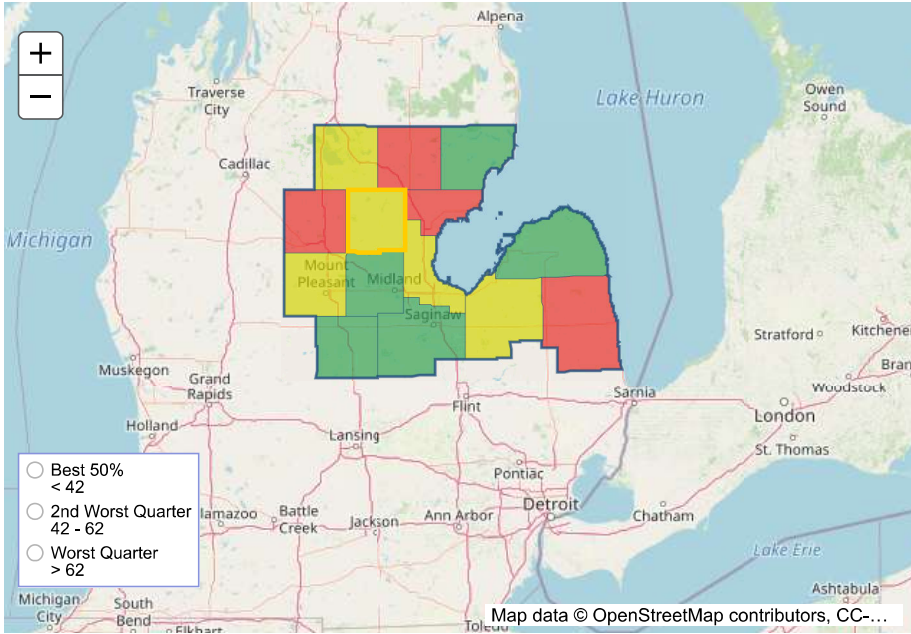 Alpena
+
−
Traverse
City
Lake Huron
Owen
Sound
Cadillac
Michigan
Mount
Pleasant
Midland
Saginaw
Stratford
Kitchener
Bran
Muskegon
Grand
Rapids
Woodstock
Sarnia
London
Holland
Flint
Lansing
St. Thomas
Best 50%
< 42
2nd Worst Quarter
42 - 62
Worst Quarter
> 62
Pontiac
Detroit
lamazoo
Battle
Creek
Jackson
Ann Arbor
Chatham
Lake Erie
Ashtabula
Michigan
City
South
Bend
Elkhart
Toledo
Map data © OpenStreetMap contributors, CC-…